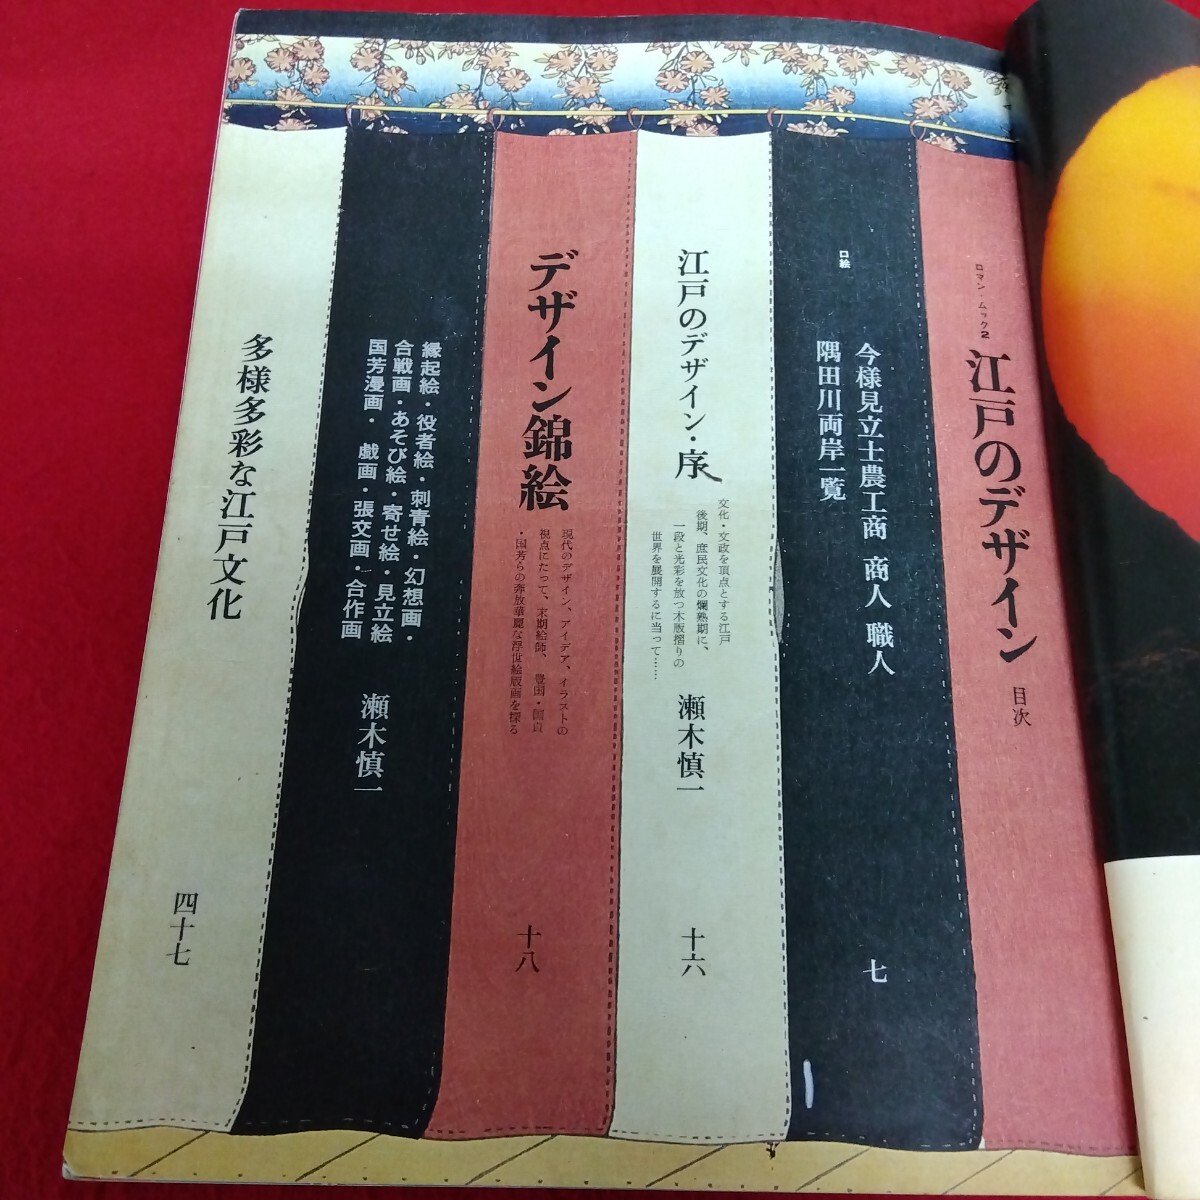 ロマン・ムック2
江戸のデザイン
目次
口絵
今様見立士農工商 商人 職人
隅田川両岸一覧
七
江戸のデザイン・序
文化・文政を頂点とする江戸
後期、庶民文化の爛熟期に、
一段と光彩を放つ木版摺りの
世界を展開するに当って……
瀬木慎一
十六
デザイン錦絵
現代のデザイン、アイデア、イラストの
視点にたって、末期絵師、豊国・国貞
・国芳らの奔放華麗な浮世絵版画を探る
十八
縁起絵・役者絵・刺青絵・幻想画・
合戦画・あそび絵・寄せ絵・見立絵
国芳漫画・戯画・張交画・合作画
瀬木慎一
多様多彩な江戸文化
四十七